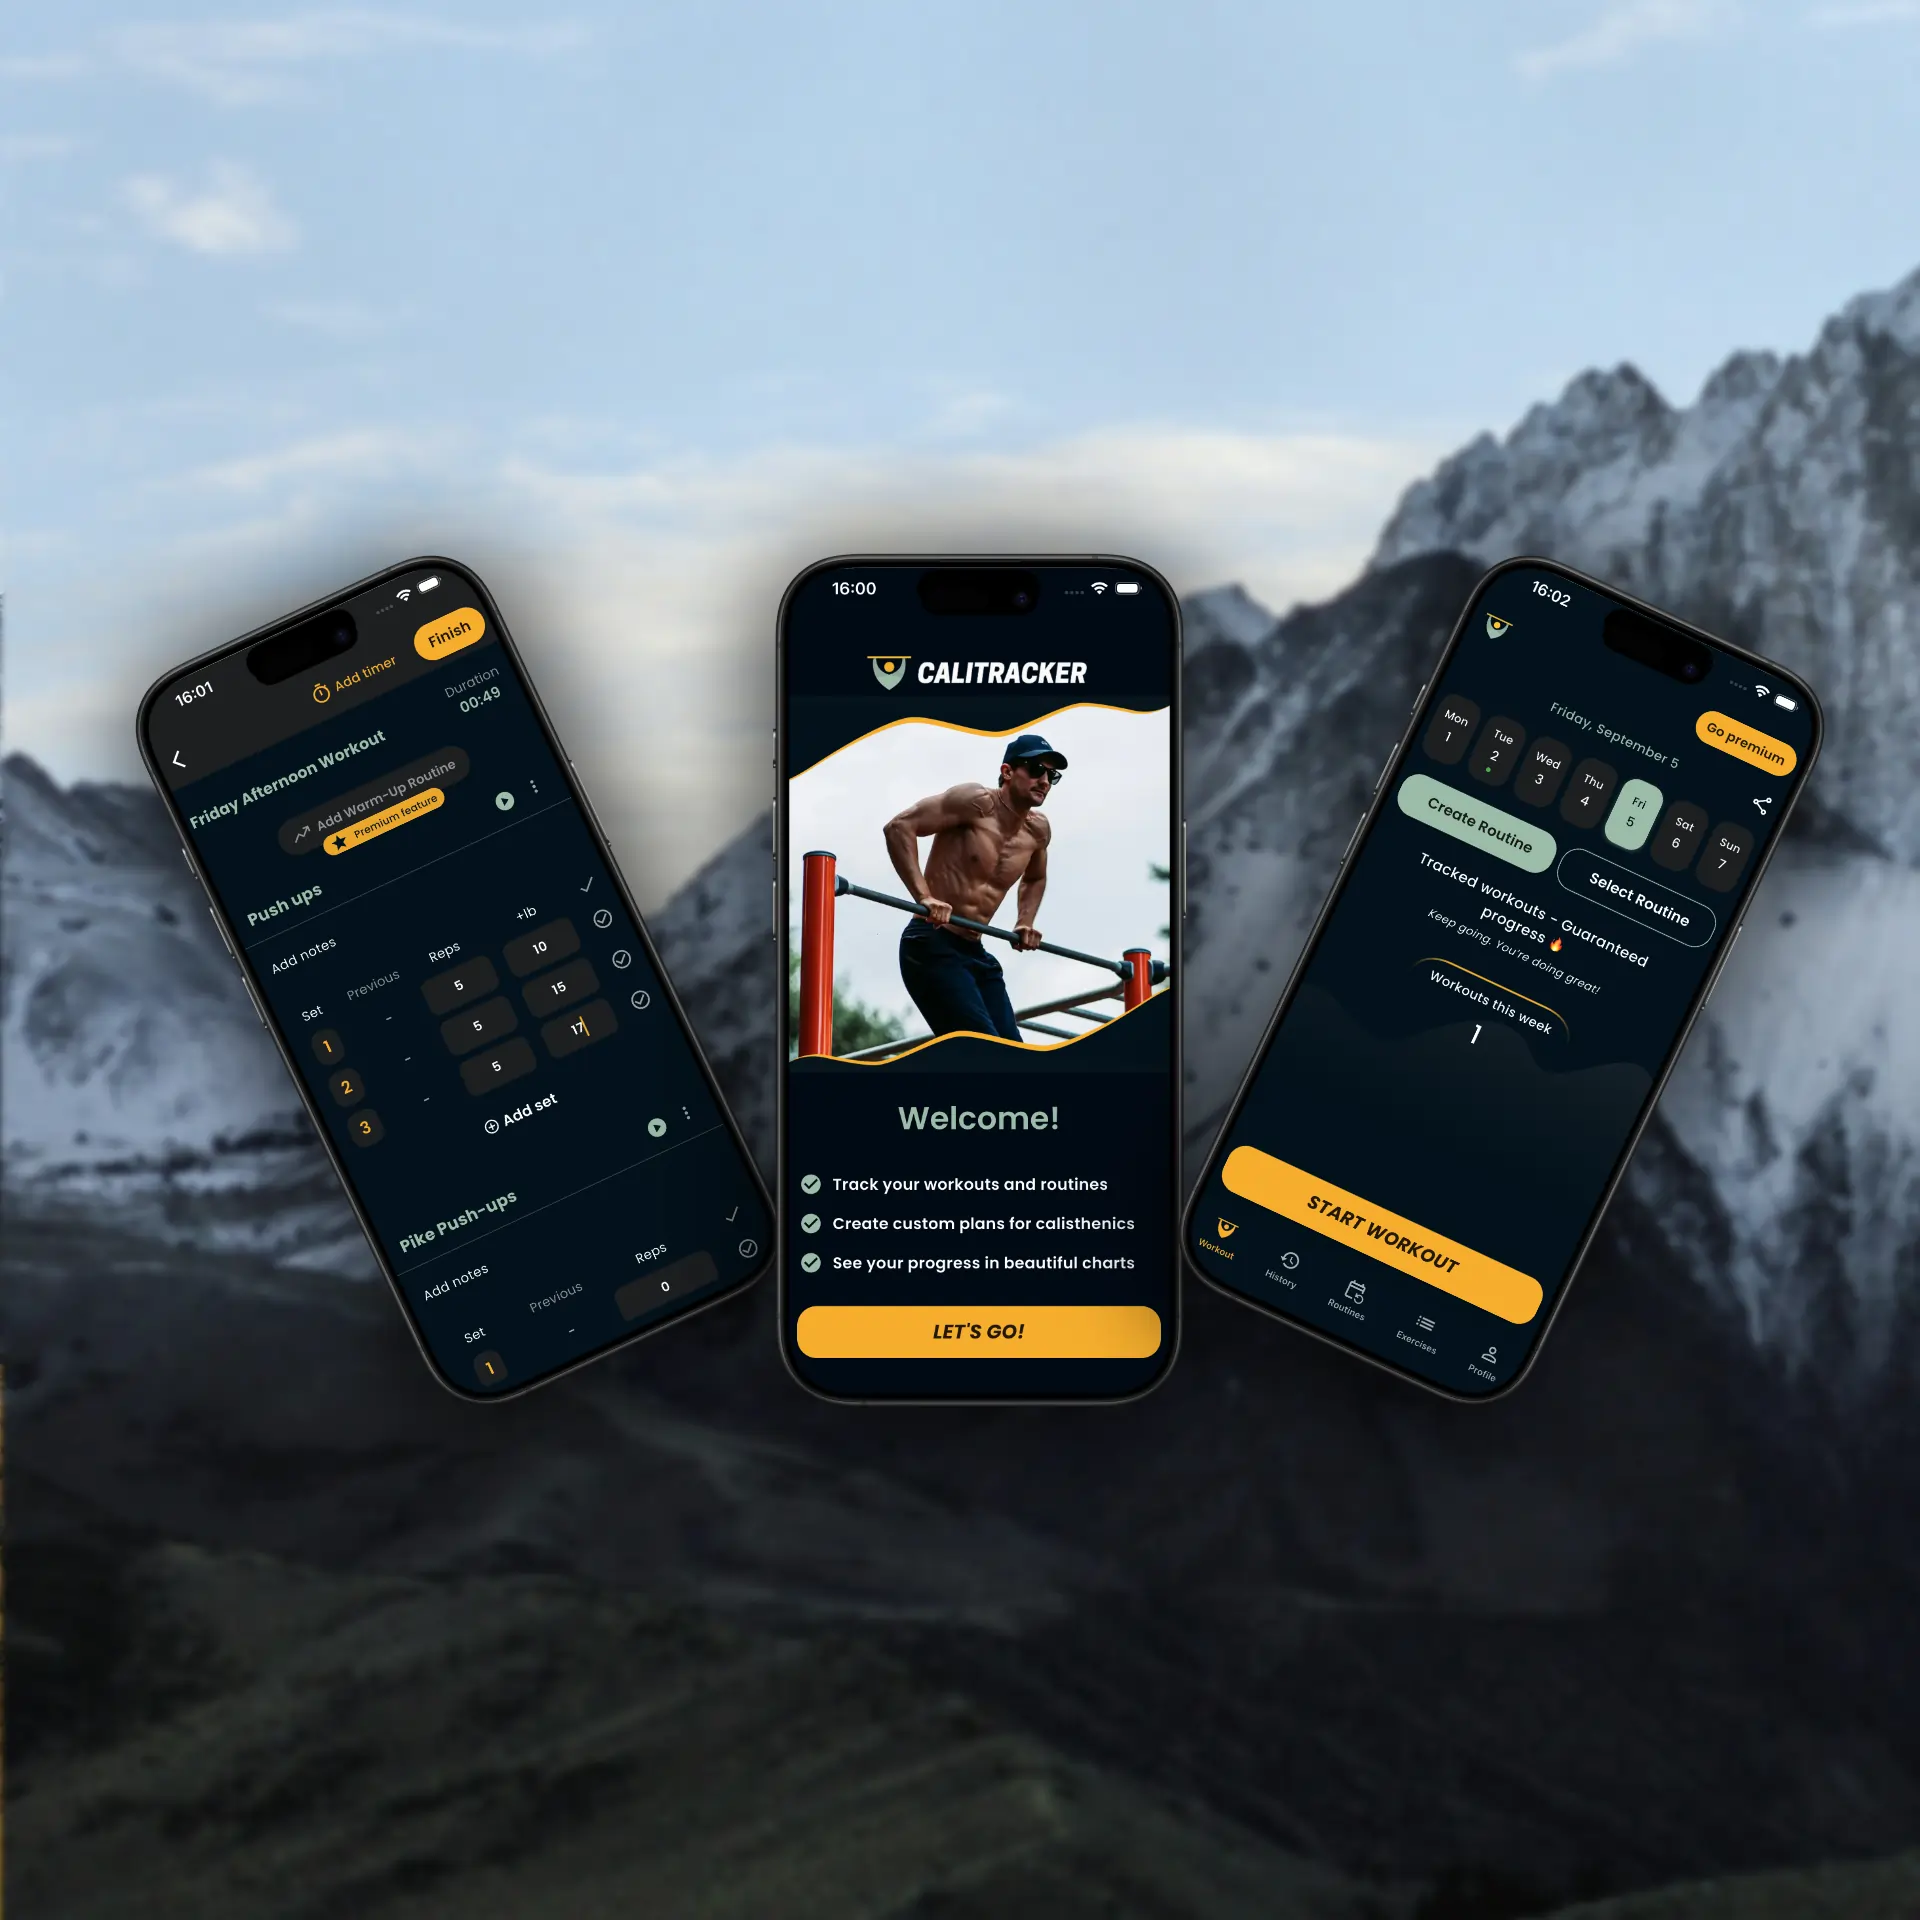 16:01
Add timer
Finish
Duration
00:49
Friday Afternoon Workout
Add Warm-Up Routine
Premium feature
Push ups
Add notes
Set
Previous
Reps
+lb
1
-
5
10
2
-
5
15
3
-
5
17
Add set
Pike Push-ups
Add notes
Set
Previous
Reps
1
-
0
16:00
CALITRACKER
Welcome!
Track your workouts and routines
Create custom plans for calisthenics
See your progress in beautiful charts
LET'S GO!
16:02
Friday, September 5
Go premium
Mon
1
Tue
2
Wed
3
Thu
4
Fri
5
Sat
6
Sun
7
Create Routine
Select Routine
Tracked workouts - Guaranteed
progress 🔥
Keep going. You're doing great!
Workouts this week
1
START WORKOUT
Workout
History
Routines
Exercises
Profile